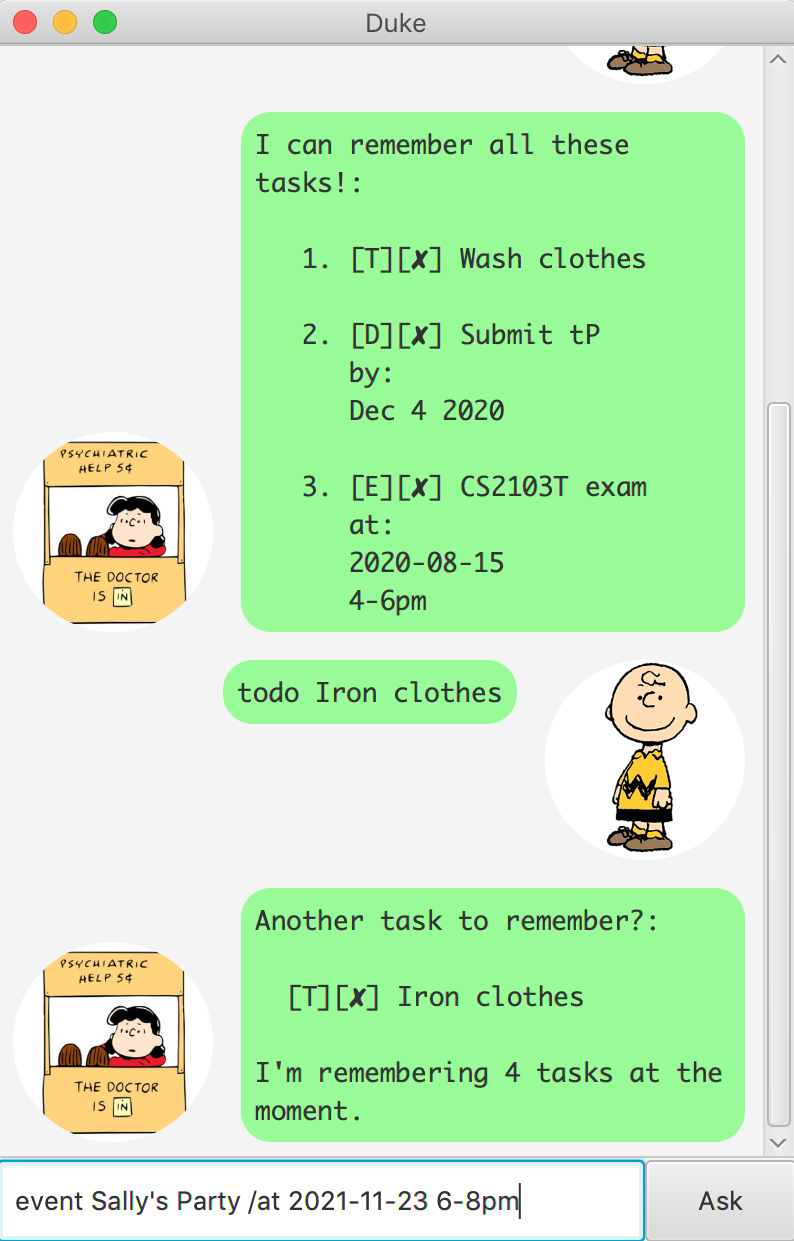 Duke
I can remember all these
tasks!:
1. [T][✘] Wash clothes
2. [D][✘] Submit tP
by:
Dec 4 2020
3. [E][✘] CS2103T exam
at:
2020-08-15
4-6pm
PSYCHIATRIC
HELP 5¢
THE DOCTOR
IS IN
todo Iron clothes
Another task to remember?:
[T][✘] Iron clothes
I'm remembering 4 tasks at the
moment.
PSYCHIATRIC
HELP 5¢
THE DOCTOR
IS IN
event Sally's Party /at 2021-11-23 6-8pm
Ask